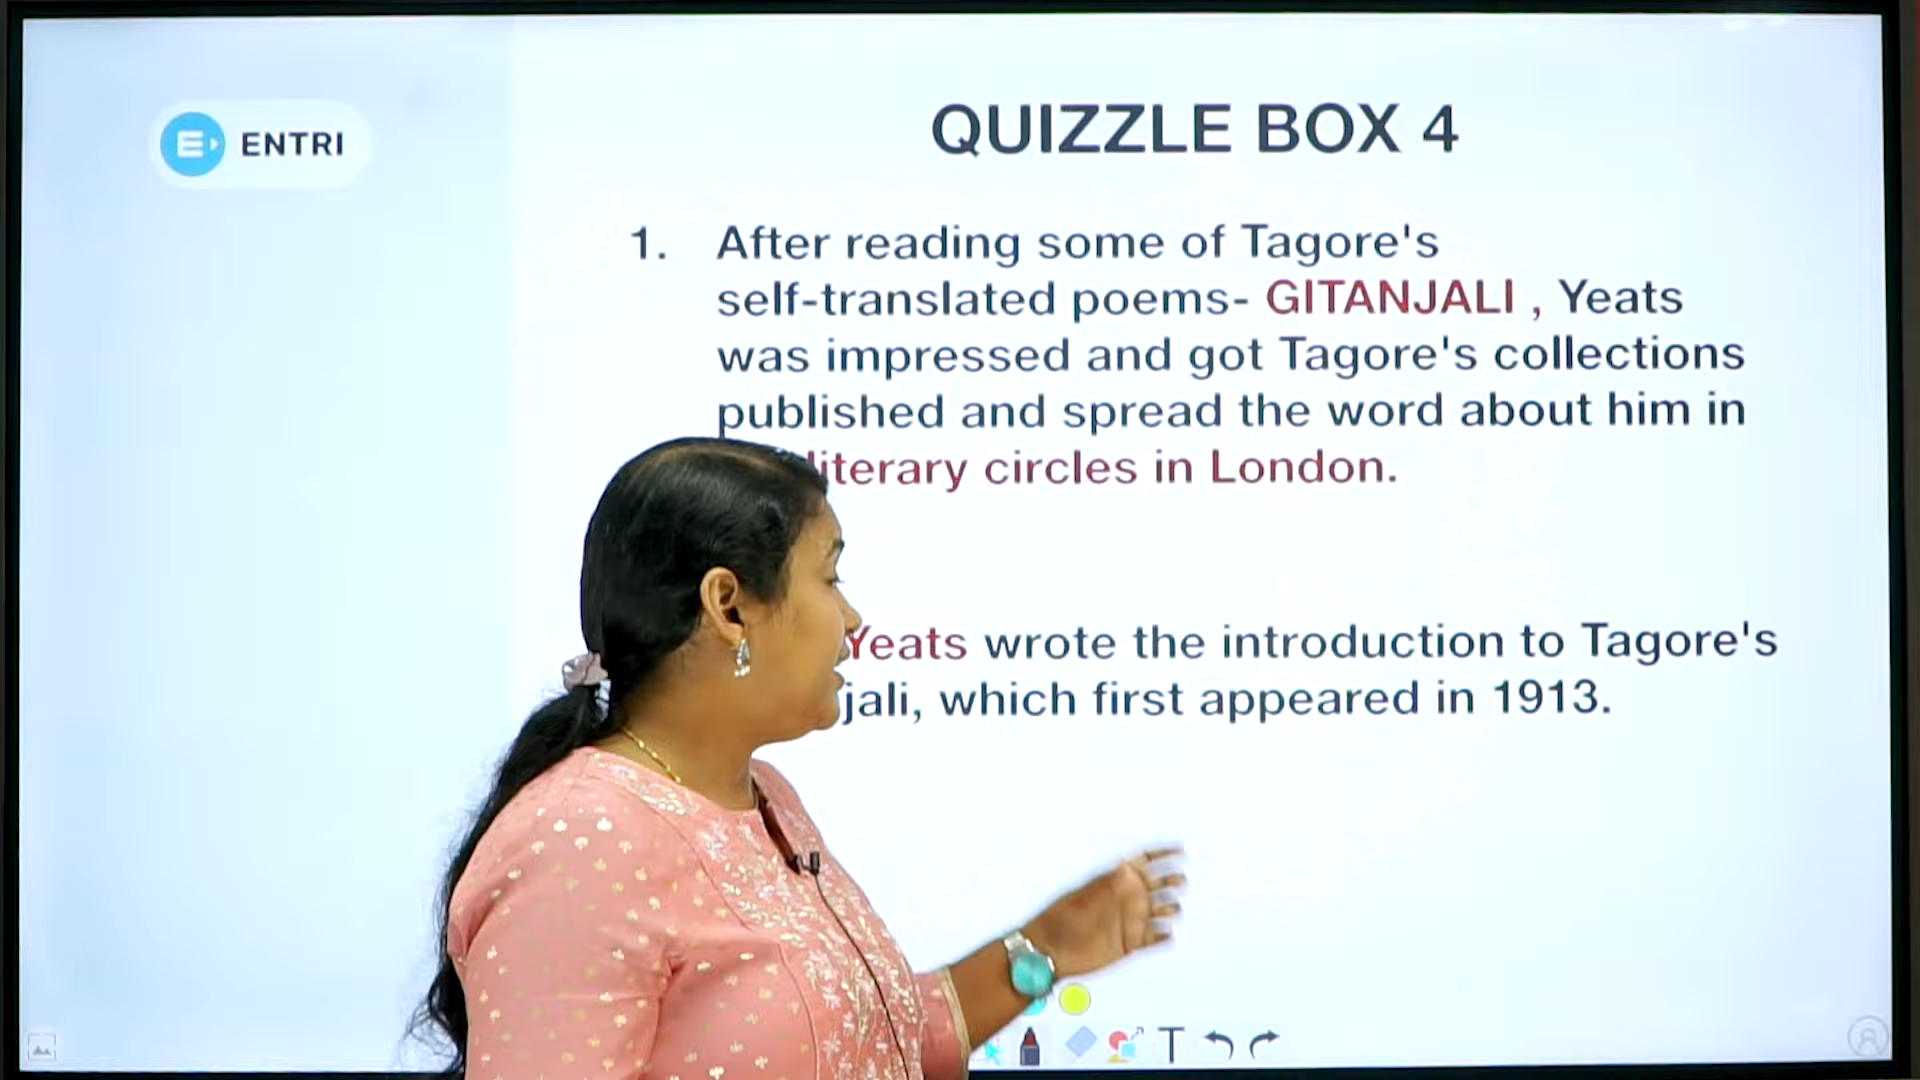 ENTRI
QUIZZLE BOX 4
1. After reading some of Tagore's
self-translated poems- GITANJALI , Yeats
was impressed and got Tagore's collections
published and spread the word about him in
literary circles in London.
Yeats wrote the introduction to Tagore's
jali, which first appeared in 1913.
T